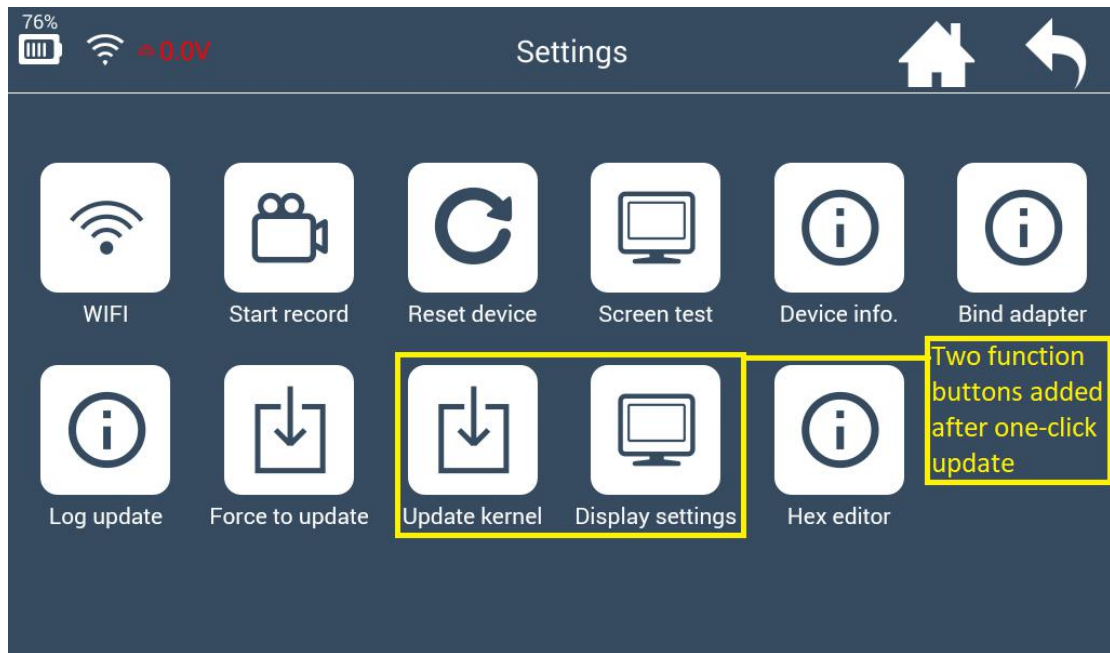 76%
0.0V
Settings
WIFI
Start record
Reset device
Screen test
Device info.
Bind adapter
Two function
buttons added
after one-click
update
Log update
Force to update
Update kernel
Display settings
Hex editor